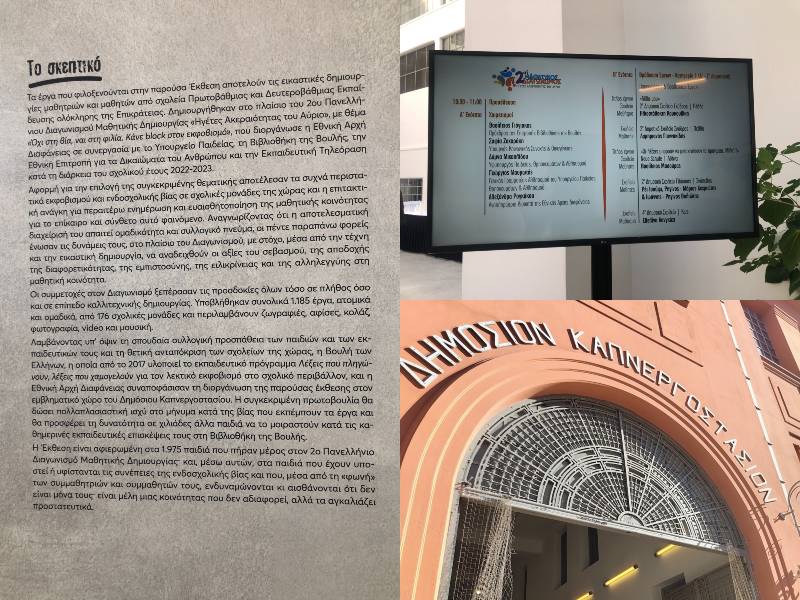 Το σκεπτικό
Τα έργα που φιλοξενούνται στην παρούσα Έκθεση αποτελούν τις εικαστικές δημιουρ-
γίες μαθητριών και μαθητών από σχολεία Πρωτοβάθμιας και Δευτεροβάθμιας Εκπαί-
δευσης ολόκληρης της Επικράτειας. Δημιουργήθηκαν στο πλαίσιο του 2ου Πανελλή-
νιου Διαγωνισμού Μαθητικής Δημιουργίας «Ηγέτες Ακεραιότητας του Αύριο», με θέμα
«Όχι στη βία, ναι στη φιλία. Κάνε block στον εκφοβισμό», που διοργάνωσε η Εθνική Αρχή
Διαφάνειας σε συνεργασία με το Υπουργείο Παιδείας, τη Βιβλιοθήκη της Βουλής, την
Εθνική Επιτροπή για τα Δικαιώματα του Ανθρώπου και την Εκπαιδευτική Τηλεόραση
κατά τη διάρκεια του σχολικού έτους 2022-2023.
Αφορμή για την επιλογή της συγκεκριμένης θεματικής αποτέλεσαν τα συχνά περιστα-
τικά εκφοβισμού και ενδοσχολικής βίας σε σχολικές μονάδες της χώρας και η επιτακτι-
κή ανάγκη για περαιτέρω ενημέρωση και ευαισθητοποίηση της μαθητικής κοινότητας
για το επίκαιρο και σύνθετο αυτό φαινόμενο. Αναγνωρίζοντας ότι η αποτελεσματική
διαχείρισή του απαιτεί ομαδικότητα και συλλογικό πνεύμα, οι πέντε παραπάνω φορείς
ένωσαν τις δυνάμεις τους, στο πλαίσιο του Διαγωνισμού, με στόχο, μέσα από την τέχνη
και την εικαστική δημιουργία, να αναδειχθούν οι αξίες του σεβασμού, της αποδοχής
της διαφορετικότητας, της εμπιστοσύνης, της ειλικρίνειας και της αλληλεγγύης στη
μαθητική κοινότητα.
Οι συμμετοχές στον Διαγωνισμό ξεπέρασαν τις προσδοκίες όλων τόσο σε πλήθος όσο
και σε επίπεδο καλλιτεχνικής δημιουργίας. Υποβλήθηκαν συνολικά 1.185 έργα, ατομικά
και ομαδικά, από 176 σχολικές μονάδες και περιλαμβάνουν ζωγραφιές, αφίσες, κολάζ,
φωτογραφία, video και μουσική.
Λαμβάνοντας υπ' όψιν τη σπουδαία συλλογική προσπάθεια των παιδιών και των εκ-
παιδευτικών τους και τη θετική ανταπόκριση των σχολείων της χώρας, η Βουλή των
Ελλήνων, η οποία από το 2017 υλοποιεί το εκπαιδευτικό πρόγραμμα Λέξεις που πληγώ-
νουν, λέξεις που χαμογελούν για τον λεκτικό εκφοβισμό στο σχολικό περιβάλλον, και η
Εθνική Αρχή Διαφάνειας συναποφάσισαν τη διοργάνωση της παρούσας έκθεσης στον
εμβληματικό χώρο του Δημόσιου Καπνεργοστασίου. Η συγκεκριμένη πρωτοβουλία θα
δώσει πολλαπλασιαστική ισχύ στο μήνυμα κατά της βίας που εκπέμπουν τα έργα και
θα προσφέρει τη δυνατότητα σε χιλιάδες άλλα παιδιά να το μοιραστούν κατά τις κα-
θημερινές εκπαιδευτικές επισκέψεις τους στη Βιβλιοθήκη της Βουλής.
Η Έκθεση είναι αφιερωμένη στα 1.975 παιδιά που πήραν μέρος στον 2ο Πανελλήνιο
Διαγωνισμό Μαθητικής Δημιουργίας· και, μέσω αυτών, στα παιδιά που έχουν υπο-
στεί ή υφίστανται τις συνέπειες της ενδοσχολικής βίας και που, μέσα από τη «φωνή»
των συμμαθητριών και συμμαθητών τους, ενδυναμώνονται κι αισθάνονται ότι δεν
είναι μόνα τους· είναι μέλη μιας κοινότητας που δεν αδιαφορεί, αλλά τα αγκαλιάζει
προστατευτικά.
10:30 - 11:00 Προσέλευση
Α' Ενότητα Χαιρετισμοί
ΔΗΜΟΣΙΟΝ ΚΑΠΝΕΡΓΟΣΤΑΣΙΟΝ